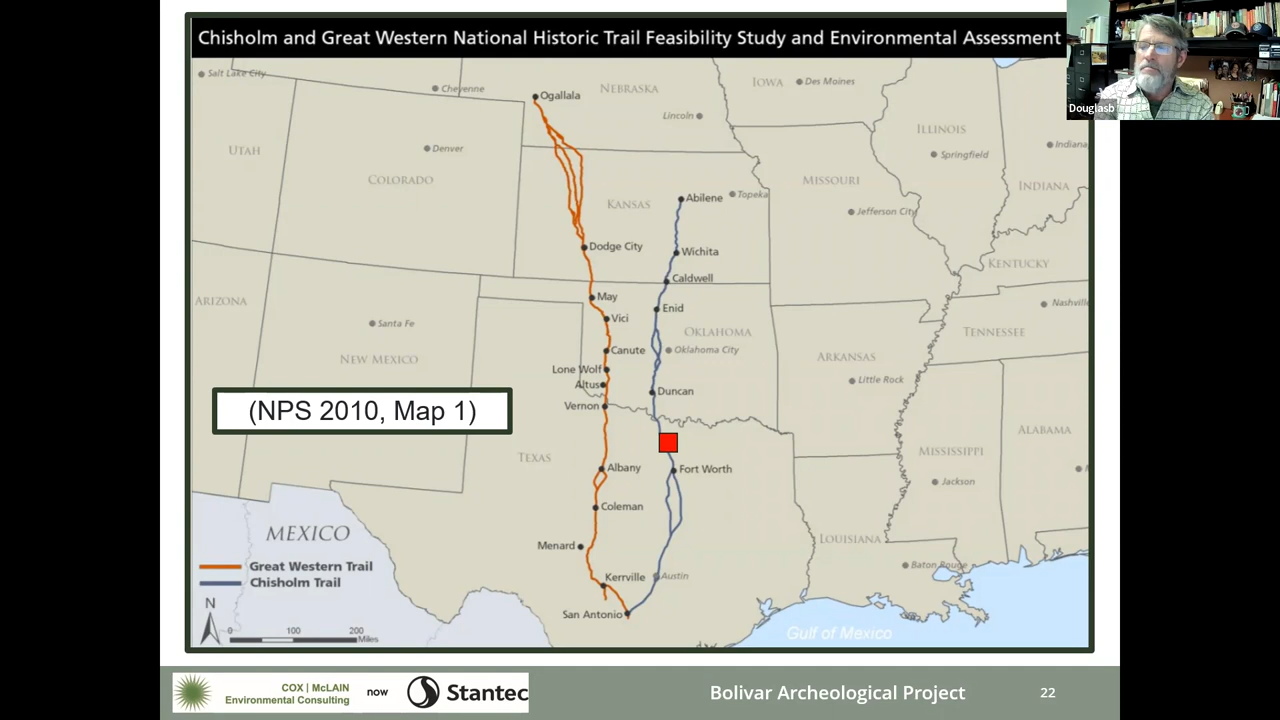 Chisholm and Great Western National Historic Trail Feasibility Study and Environmental Assessment
Douglasb
Salt Lake City
Cheyenne
Ogallala
NEBRASKA
IOWA
Des Moines
Lincoln
ILLINOIS
UTAH
Denver
Springfield
Indiana
COLORADO
MISSOURI
INDIANA
KANSAS
Abilene
Topeka
Jefferson City
Dodge City
Wichita
KENTUCKY
Caldwell
ARIZONA
May
Enid
Nashville
Vici
Santa Fe
OKLAHOMA
TENNESSEE
Canute
Oklahoma City
NEW MEXICO
ARKANSAS
Lone Wolf
Altus
Little Rock
Duncan
Vernon
(NPS 2010, Map 1)
ALABAMA
MISSISSIPPI
TEXAS
Albany
Fort Worth
Jackson
Coleman
MEXICO
LOUISIANA
Menard
Great Western Trail
Baton Rouge
Chisholm Trail
Kerrville
Austin
N
San Antonio
0 100 200
Miles
Gulf of Mexico
COX | McLAIN
Environmental Consulting
now
Stantec
Bolivar Archeological Project
22